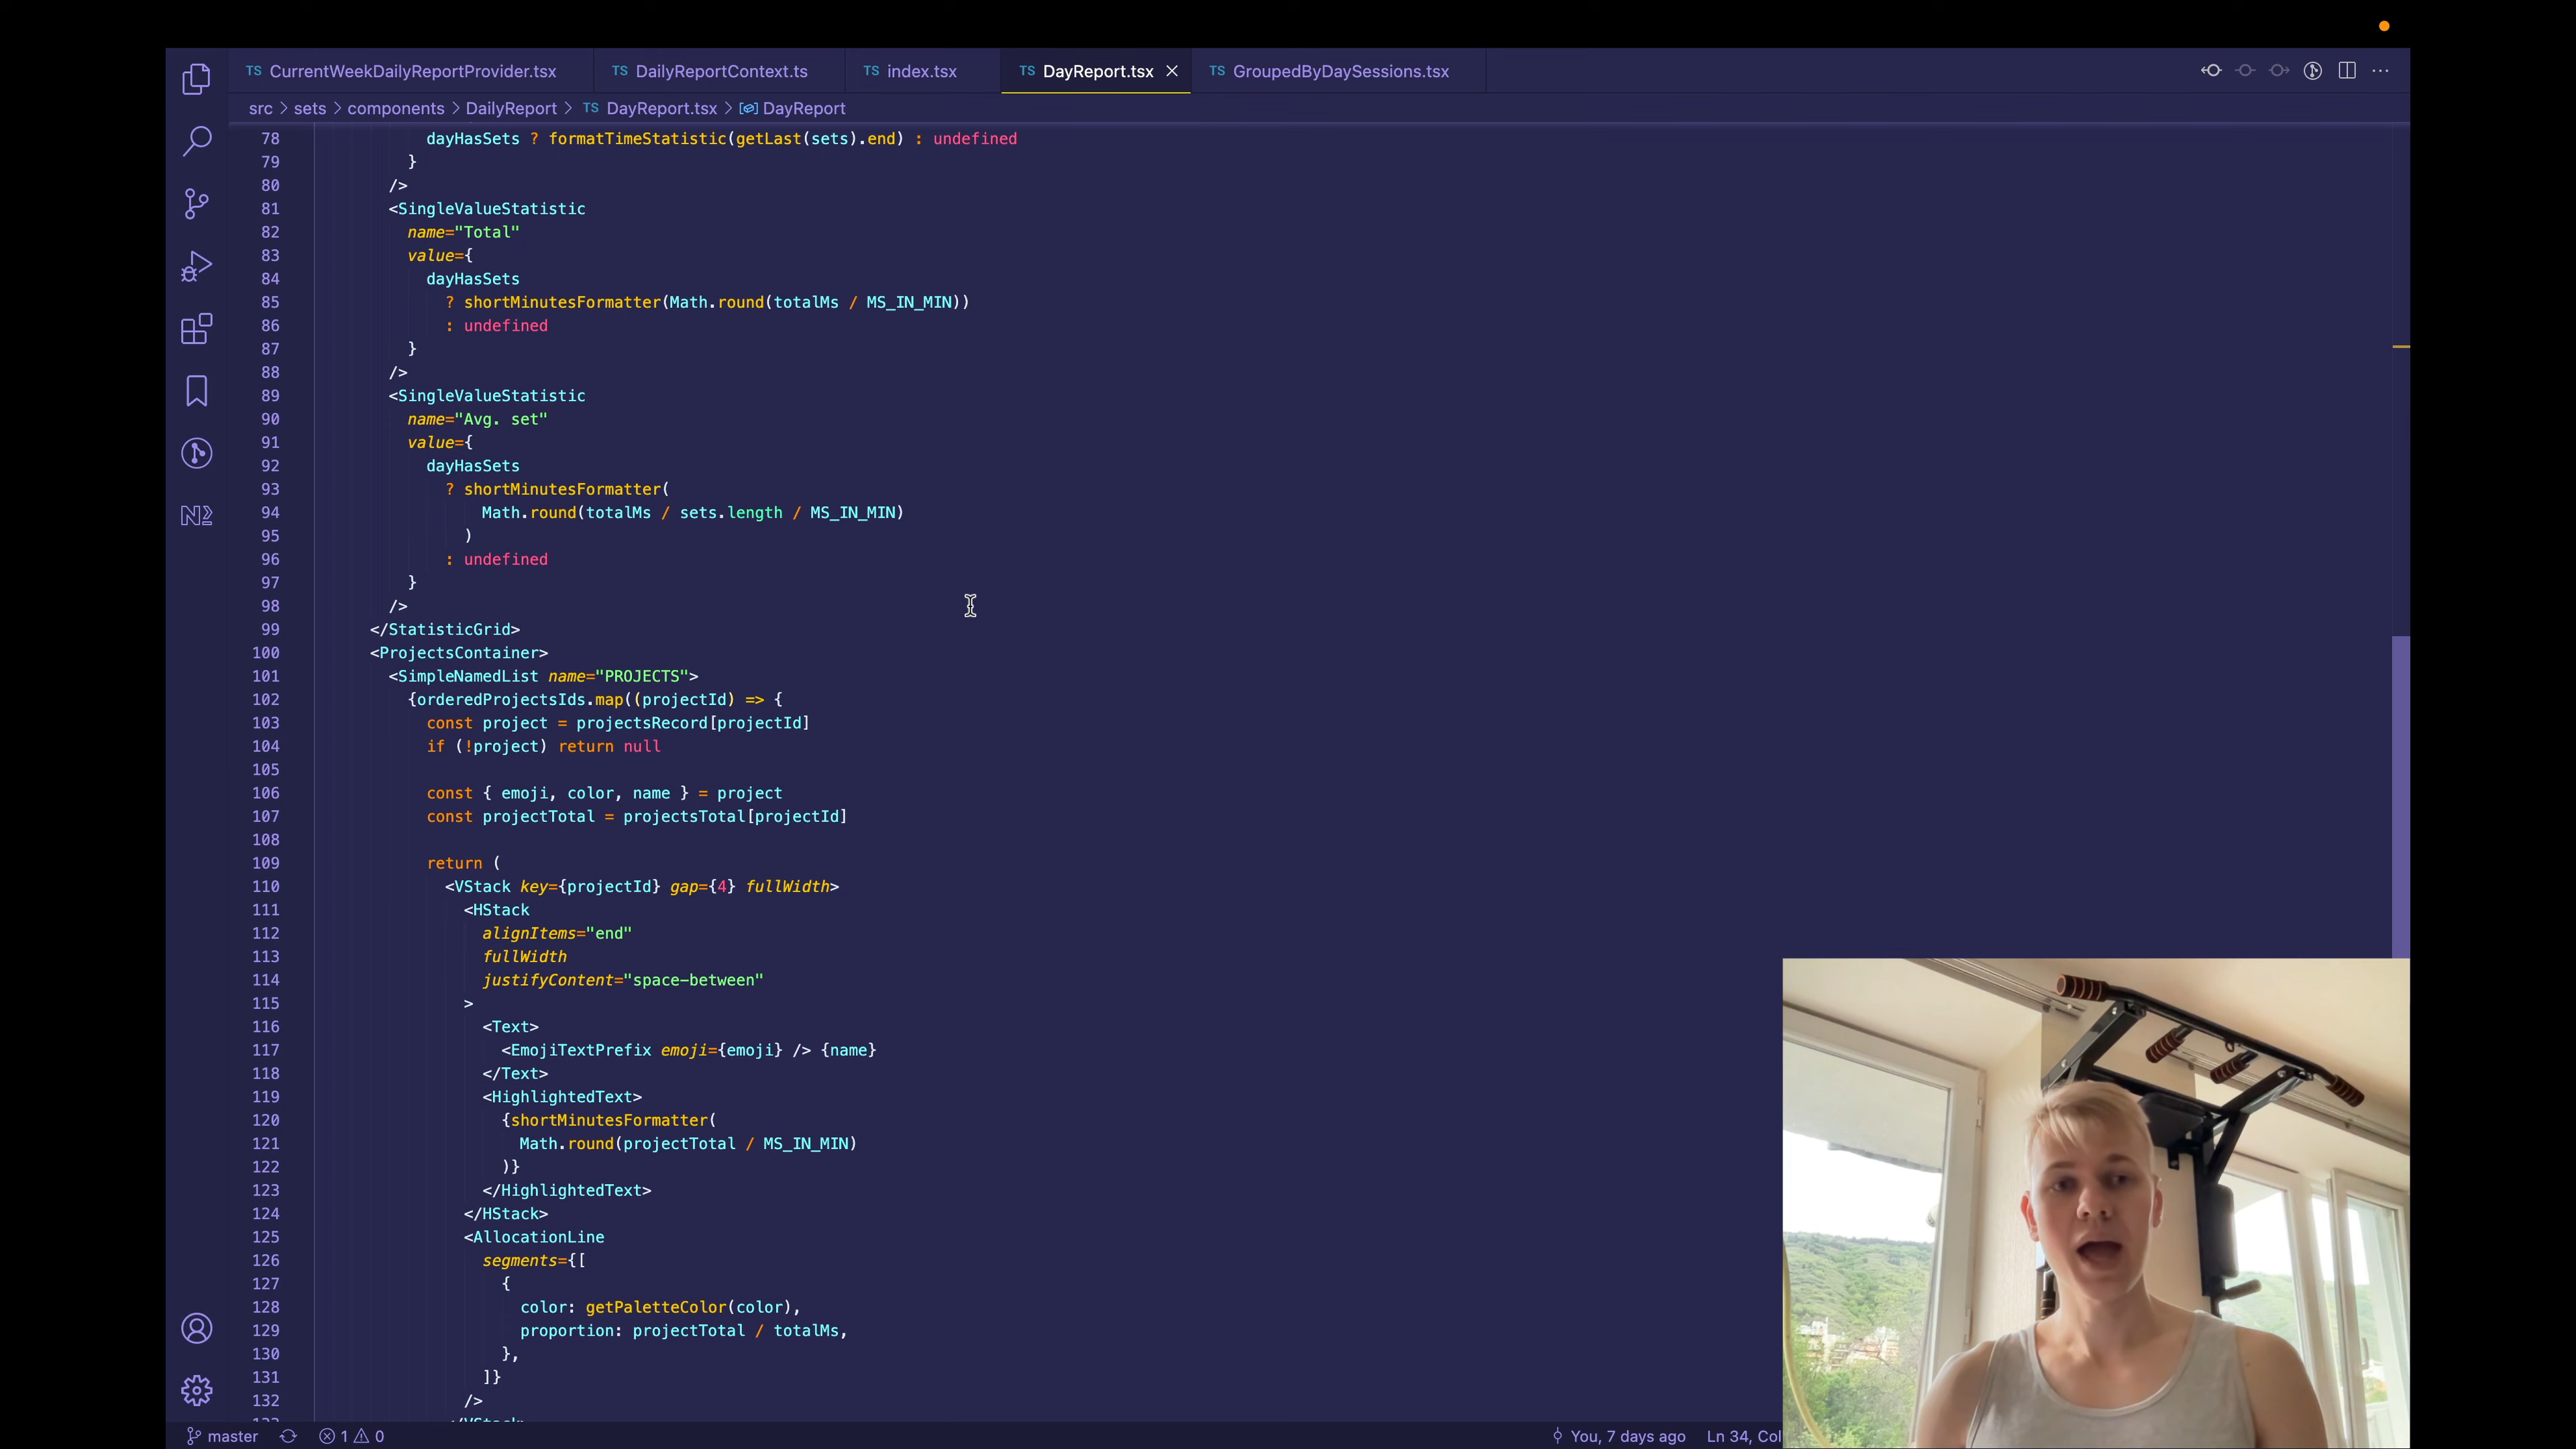 TS CurrentWeekDailyReportProvider.tsx TS DailyReportContext.ts TS index.tsx TS DayReport.tsx TS GroupedByDaySessions.tsx
src > sets > components > DailyReport > TS DayReport.tsx > DayReport
78 dayHasSets ? formatTimeStatistic(getLast(sets).end) : undefined
79 }
80 />
81 <SingleValueStatistic
82 name="Total"
83 value={
84 dayHasSets
85 ? shortMinutesFormatter(Math.round(totalMs / MS_IN_MIN))
86 : undefined
87 }
88 />
89 <SingleValueStatistic
90 name="Avg. set"
91 value={
92 dayHasSets
93 ? shortMinutesFormatter(
94 Math.round(totalMs / sets.length / MS_IN_MIN)
95 )
96 : undefined
97 }
98 />
99 </StatisticGrid>
100 <ProjectsContainer>
101 <SimpleNamedList name="PROJECTS">
102 {orderedProjectsIds.map((projectId) => {
103 const project = projectsRecord[projectId]
104 if (!project) return null
105
106 const { emoji, color, name } = project
107 const projectTotal = projectsTotal[projectId]
108
109 return (
110 <VStack key={projectId} gap={4} fullWidth>
111 <HStack
112 alignItems="end"
113 fullWidth
114 justifyContent="space-between"
115 >
116 <Text>
117 <EmojiTextPrefix emoji={emoji} /> {name}
118 </Text>
119 <HighlightedText>
120 {shortMinutesFormatter(
121 Math.round(projectTotal / MS_IN_MIN)
122 )}
123 </HighlightedText>
124 </HStack>
125 <AllocationLine
126 segments={[
127 {
128 color: getPaletteColor(color),
129 proportion: projectTotal / totalMs,
130 },
131 ]}
132 />
master 1 0 You, 7 days ago Ln 34, Col